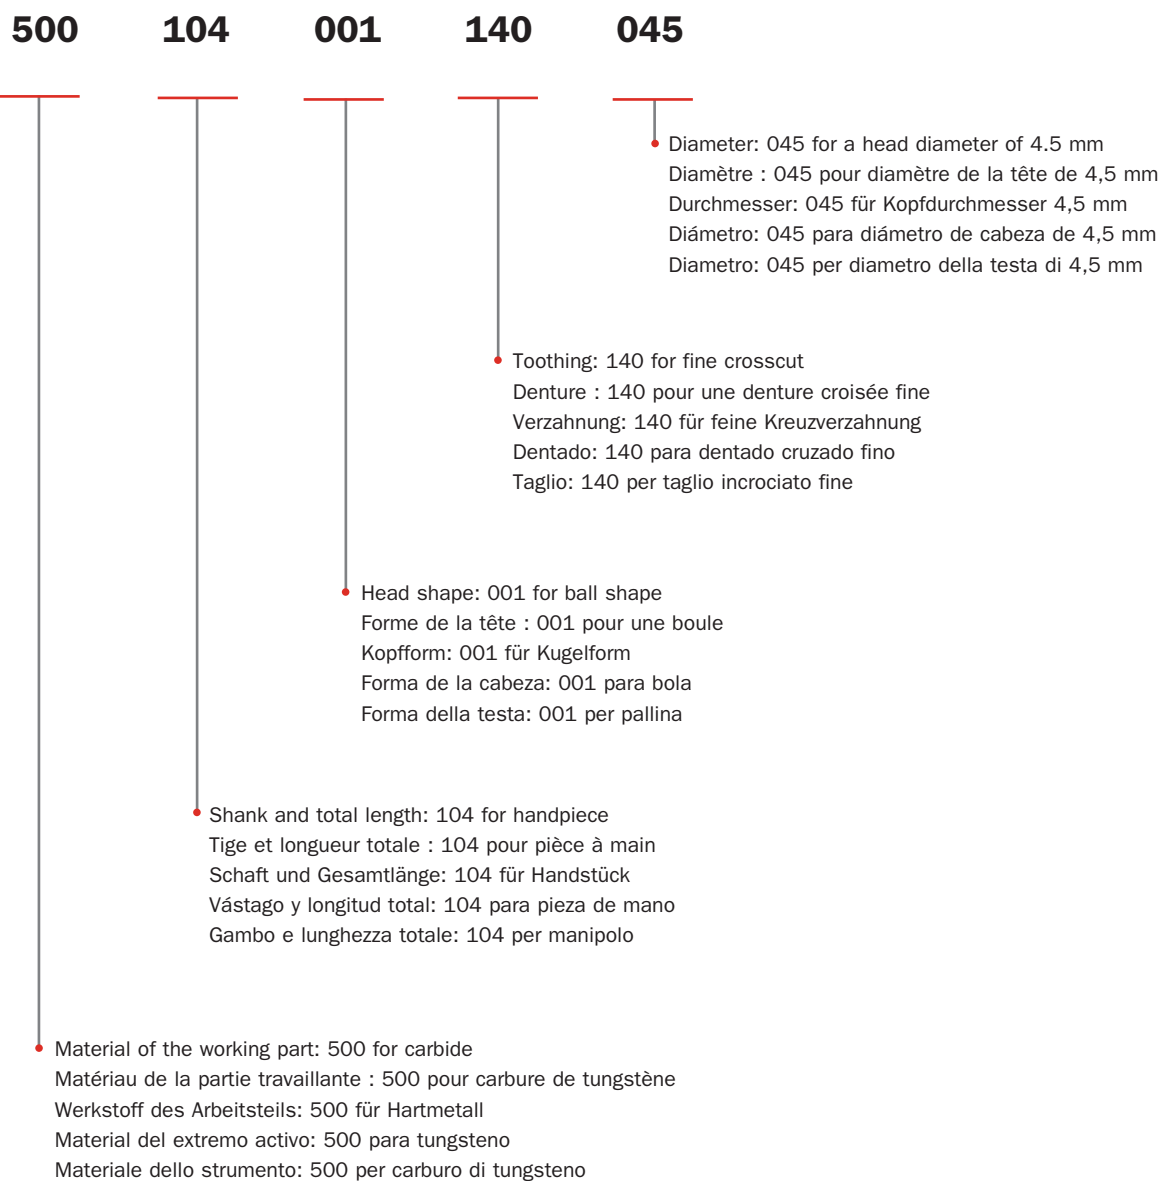 500 104 001 140 045
Diameter: 045 for a head diameter of 4.5 mm
Diamètre : 045 pour diamètre de la tête de 4,5 mm
Durchmesser: 045 für Kopfdurchmesser 4,5 mm
Diámetro: 045 para diámetro de cabeza de 4,5 mm
Diametro: 045 per diametro della testa di 4,5 mm
Toothing: 140 for fine crosscut
Denture : 140 pour une denture croisée fine
Verzahnung: 140 für feine Kreuzverzahnung
Dentado: 140 para dentado cruzado fino
Taglio: 140 per taglio incrociato fine
Head shape: 001 for ball shape
Forme de la tête : 001 pour une boule
Kopfform: 001 für Kugelform
Forma de la cabeza: 001 para bola
Forma della testa: 001 per pallina
Shank and total length: 104 for handpiece
Tige et longueur totale : 104 pour pièce à main
Schaft und Gesamtlänge: 104 für Handstück
Vástago y longitud total: 104 para pieza de mano
Gambo e lunghezza totale: 104 per manipolo
Material of the working part: 500 for carbide
Matériau de la partie travaillante : 500 pour carbure de tungstène
Werkstoff des Arbeitsteils: 500 für Hartmetall
Material del extremo activo: 500 para tungsteno
Materiale dello strumento: 500 per carburo di tungsteno